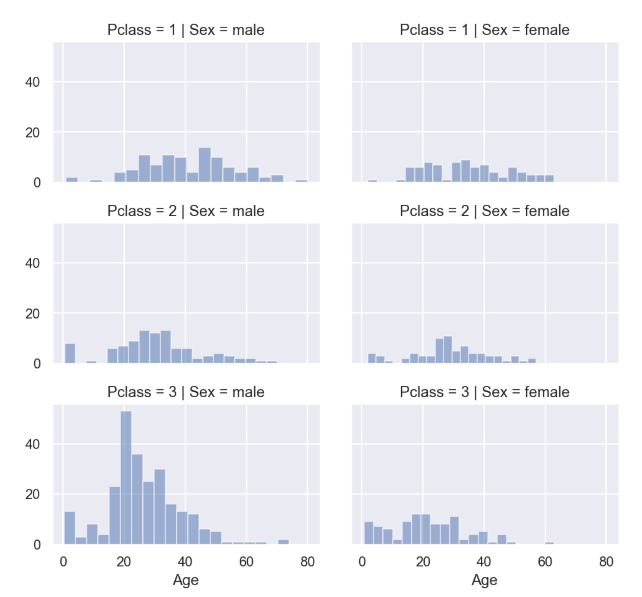 Pclass = 1 | Sex = male
Pclass = 1 | Sex = female
40
20
0
Pclass = 2 | Sex = male
Pclass = 2 | Sex = female
40
20
0
Pclass = 3 | Sex = male
Pclass = 3 | Sex = female
40
20
0
0 20 40 60 80
0 20 40 60 80
Age
Age